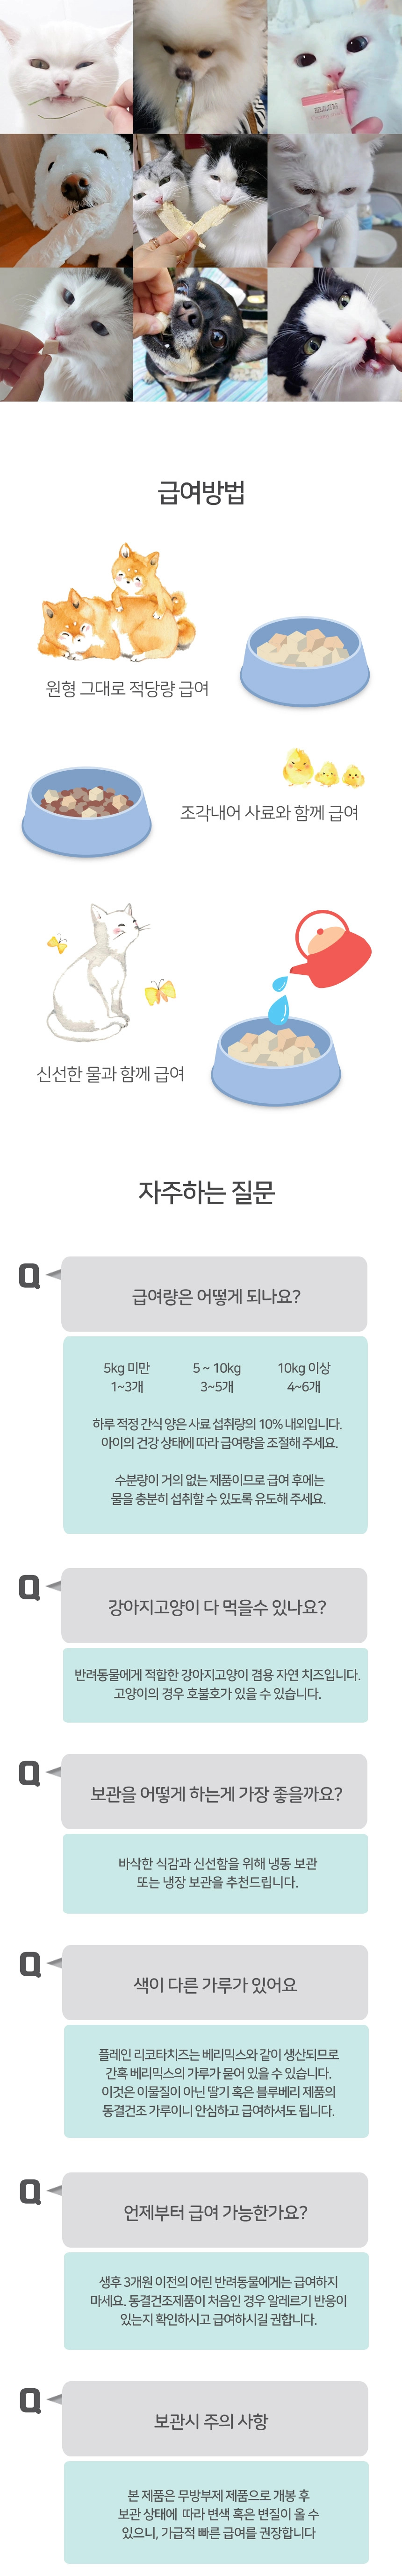 급여방법
원형 그대로 적당량 급여
조각내어 사료와 함께 급여
신선한 물과 함께 급여
자주하는 질문
Q
급여량은 어떻게 되나요?
5kg 미만 5 ~ 10kg 10kg 이상
1~3개 3~5개 4~6개
하루 적정 간식 양은 사료 섭취량의 10% 내외입니다.
아이의 건강 상태에 따라 급여량을 조절해 주세요.
수분량이 거의 없는 제품이므로 급여 후에는
물을 충분히 섭취할 수 있도록 유도해 주세요.
Q
강아지고양이 다 먹을수 있나요?
반려동물에게 적합한 강아지고양이 겸용 자연 치즈입니다.
고양이의 경우 호불호가 있을 수 있습니다.
Q
보관을 어떻게 하는게 가장 좋을까요?
바삭한 식감과 신선함을 위해 냉동 보관
또는 냉장 보관을 추천드립니다.
Q
색이 다른 가루가 있어요
플레인 리코타치즈는 베리믹스와 같이 생산되므로
간혹 베리믹스의 가루가 묻어 있을 수 있습니다.
이것은 이물질이 아닌 딸기 혹은 블루베리 제품의
동결건조 가루이니 안심하고 급여하셔도 됩니다.
Q
언제부터 급여 가능한가요?
생후 3개원 이전의 어린 반려동물에게는 급여하지
마세요. 동결건조제품이 처음인 경우 알레르기 반응이
있는지 확인하시고 급여하시길 권합니다.
Q
보관시 주의 사항
본 제품은 무방부제 제품으로 개봉 후
보관 상태에 따라 변색 혹은 변질이 올 수
있으니, 가급적 빠른 급여를 권장합니다